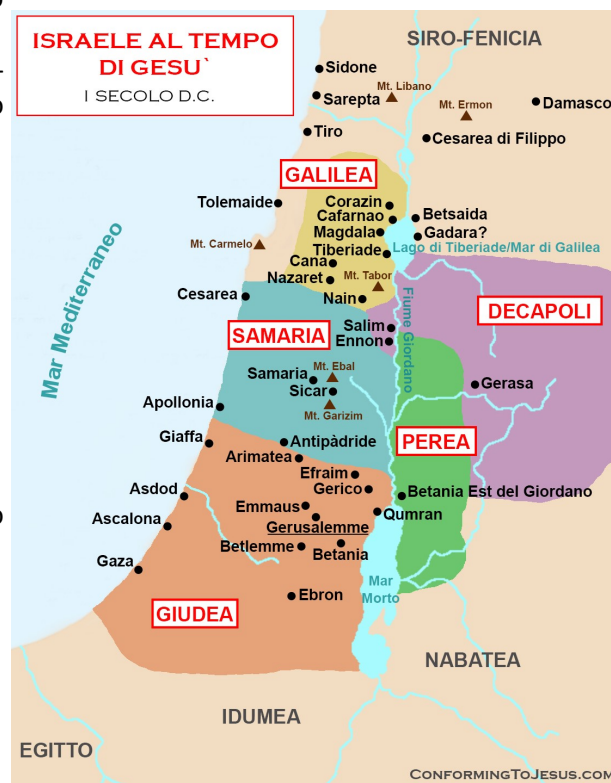 ISRAELE AL TEMPO
DI GESU`
I SECOLO D.C.
SIRO-FENICIA
Sidone
Mt. Libano
Sarepta
Mt. Ermon
Damasco
Tiro
Cesarea di Filippo
GALILEA
Tolemaide
Corazin
Cafarnao
Betsaida
Magdala
Gadara?
Mt. Carmelo
Tiberiade
Lago di Tiberiade/Mar di Galilea
Cana
Nazaret
Mt. Tabor
Cesarea
Nain
Mar Mediterraneo
Fiume Giordano
DECAPOLI
SAMARIA
Salim
Ennon
Mt. Ebal
Samaria
Sicar
Gerasa
Mt. Garizim
Apollonia
Giaffa
Antipàdride
PEREA
Arimatea
Efraim
Gerico
Asdod
Betania Est del Giordano
Emmaus
Qumran
Ascalona
Gerusalemme
Betlemme
Betania
Gaza
Mar
Morto
Ebron
GIUDEA
NABATEA
IDUMEA
EGITTO
CONFORMINGTOJESUS.COM